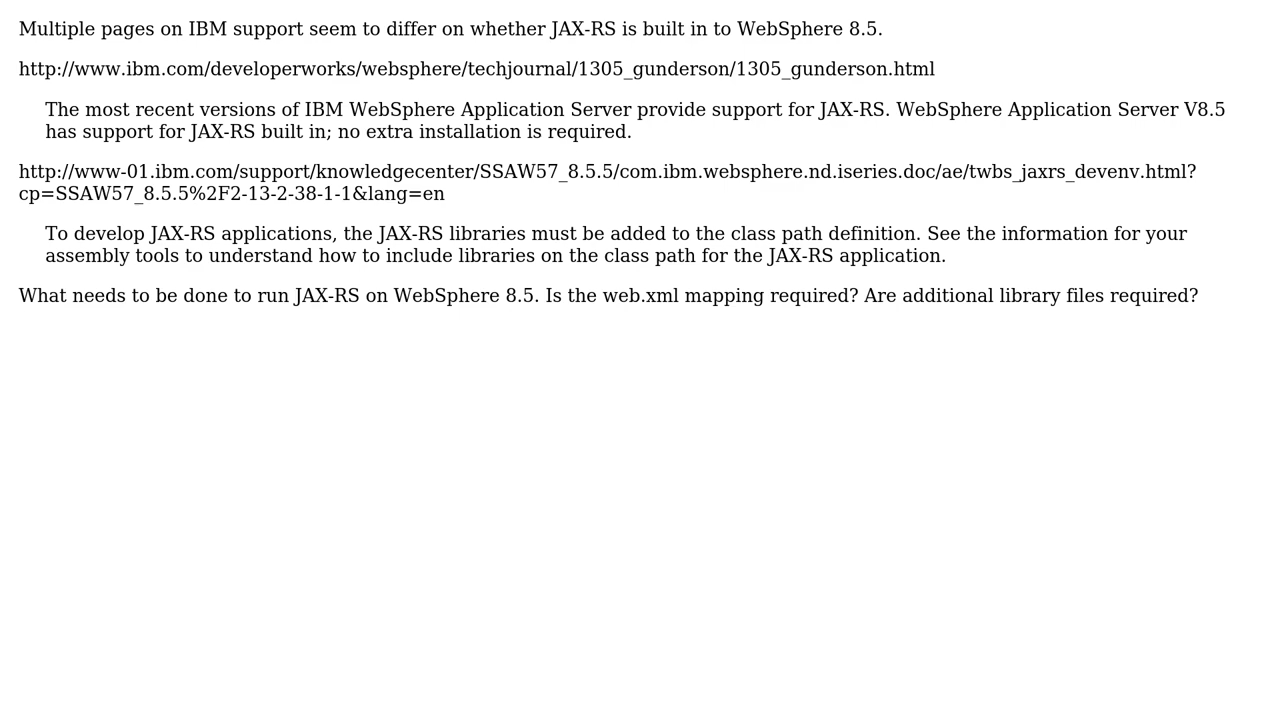 Multiple pages on IBM support seem to differ on whether JAX-RS is built in to WebSphere 8.5.
http://www.ibm.com/developerworks/websphere/techjournal/1305_gunderson/1305_gunderson.html
The most recent versions of IBM WebSphere Application Server provide support for JAX-RS. WebSphere Application Server V8.5
has support for JAX-RS built in; no extra installation is required.
http://www-01.ibm.com/support/knowledgecenter/SSAW57_8.5.5/com.ibm.websphere.nd.iseries.doc/ae/twbs_jaxrs_devenv.html?
cp=SSAW57_8.5.5%2F2-13-2-38-1-1&lang=en
To develop JAX-RS applications, the JAX-RS libraries must be added to the class path definition. See the information for your
assembly tools to understand how to include libraries on the class path for the JAX-RS application.
What needs to be done to run JAX-RS on WebSphere 8.5. Is the web.xml mapping required? Are additional library files required?